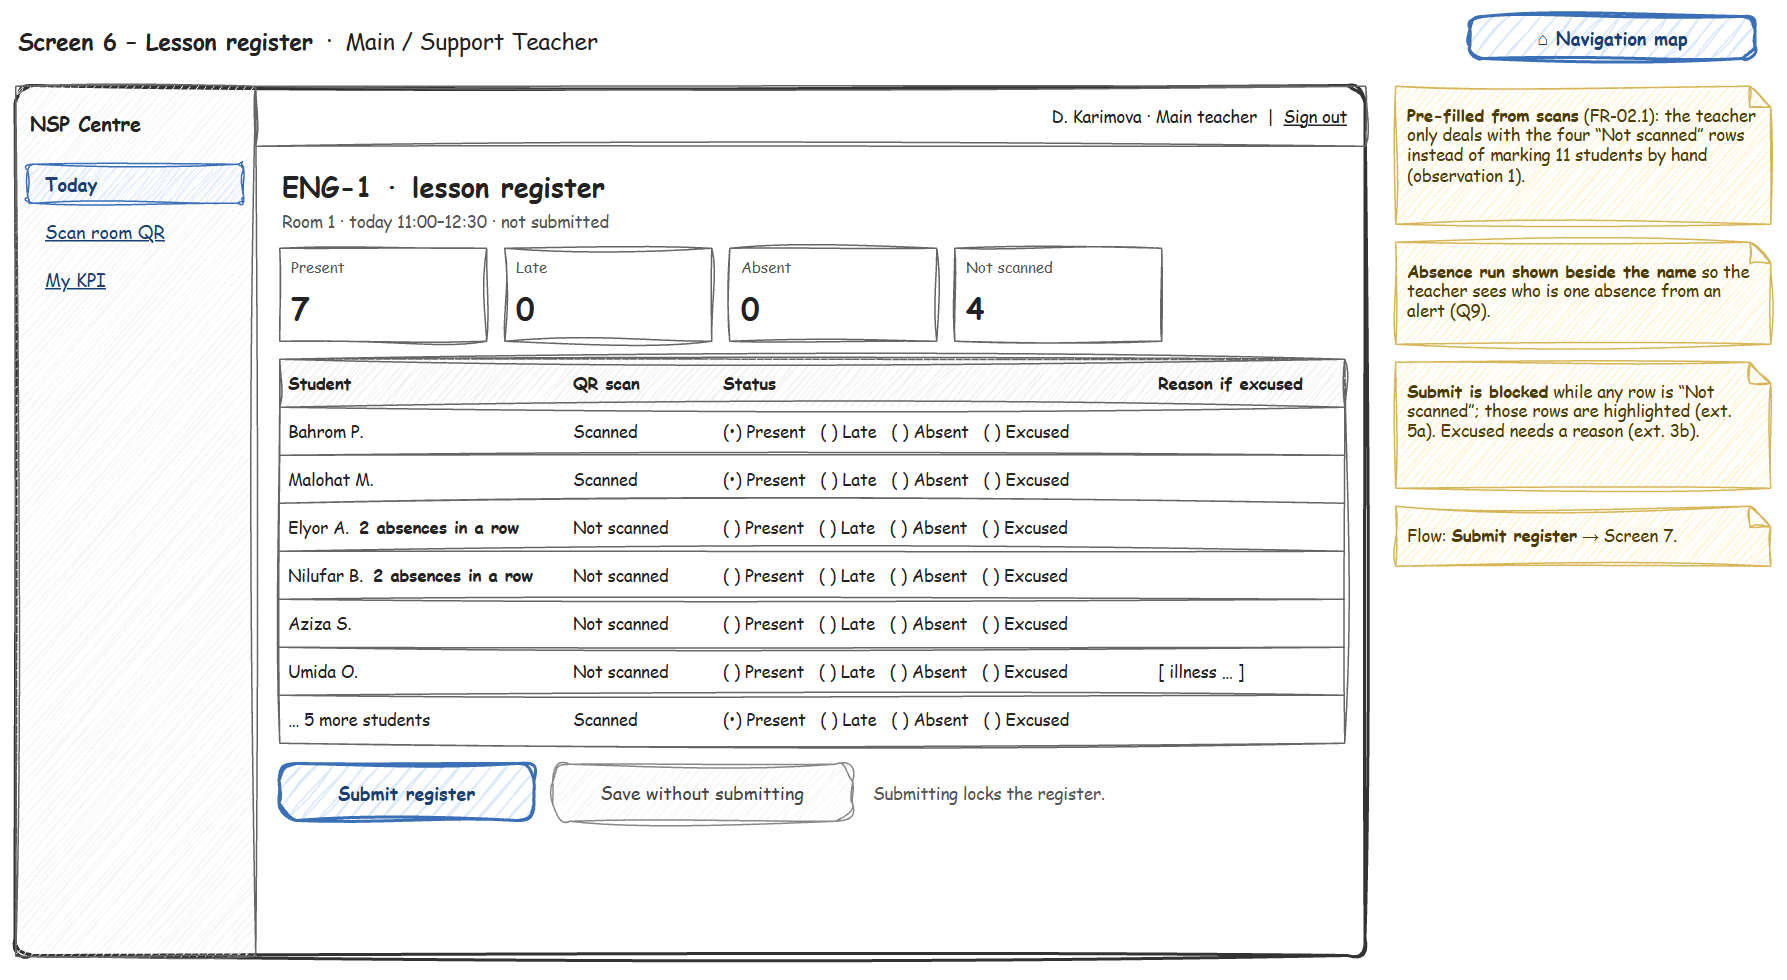 Screen 6 – Lesson register · Main / Support Teacher
⌂ Navigation map
NSP Centre
Today
Scan room QR
My KPI
D. Karimova · Main teacher | Sign out
ENG-1 · lesson register
Room 1 · today 11:00–12:30 · not submitted
Present
7
Late
0
Absent
0
Not scanned
4
Student QR scan Status Reason if excused
Bahrom P. Scanned (•) Present ( ) Late ( ) Absent ( ) Excused
Malohat M. Scanned (•) Present ( ) Late ( ) Absent ( ) Excused
Elyor A. 2 absences in a row Not scanned ( ) Present ( ) Late ( ) Absent ( ) Excused
Nilufar B. 2 absences in a row Not scanned ( ) Present ( ) Late ( ) Absent ( ) Excused
Aziza S. Not scanned ( ) Present ( ) Late ( ) Absent ( ) Excused
Umida O. Not scanned ( ) Present ( ) Late ( ) Absent ( ) Excused [ illness ... ]
... 5 more students Scanned (•) Present ( ) Late ( ) Absent ( ) Excused
Submit register
Save without submitting
Submitting locks the register.
Pre-filled from scans (FR-02.1): the teacher
only deals with the four “Not scanned” rows
instead of marking 11 students by hand
(observation 1).
Absence run shown beside the name so the
teacher sees who is one absence from an
alert (Q9).
Submit is blocked while any row is “Not
scanned”; those rows are highlighted (ext.
5a). Excused needs a reason (ext. 3b).
Flow: Submit register → Screen 7.